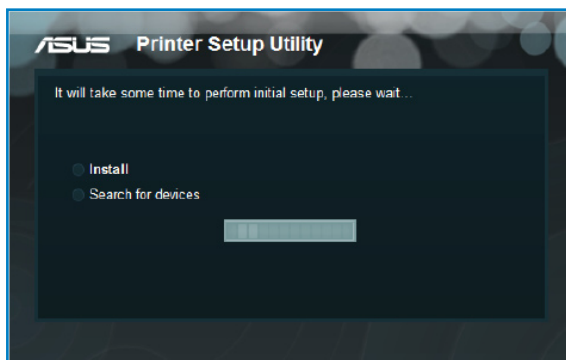 ASUS Printer Setup Utility
It will take some time to perform initial setup, please wait...
Install
Search for devices